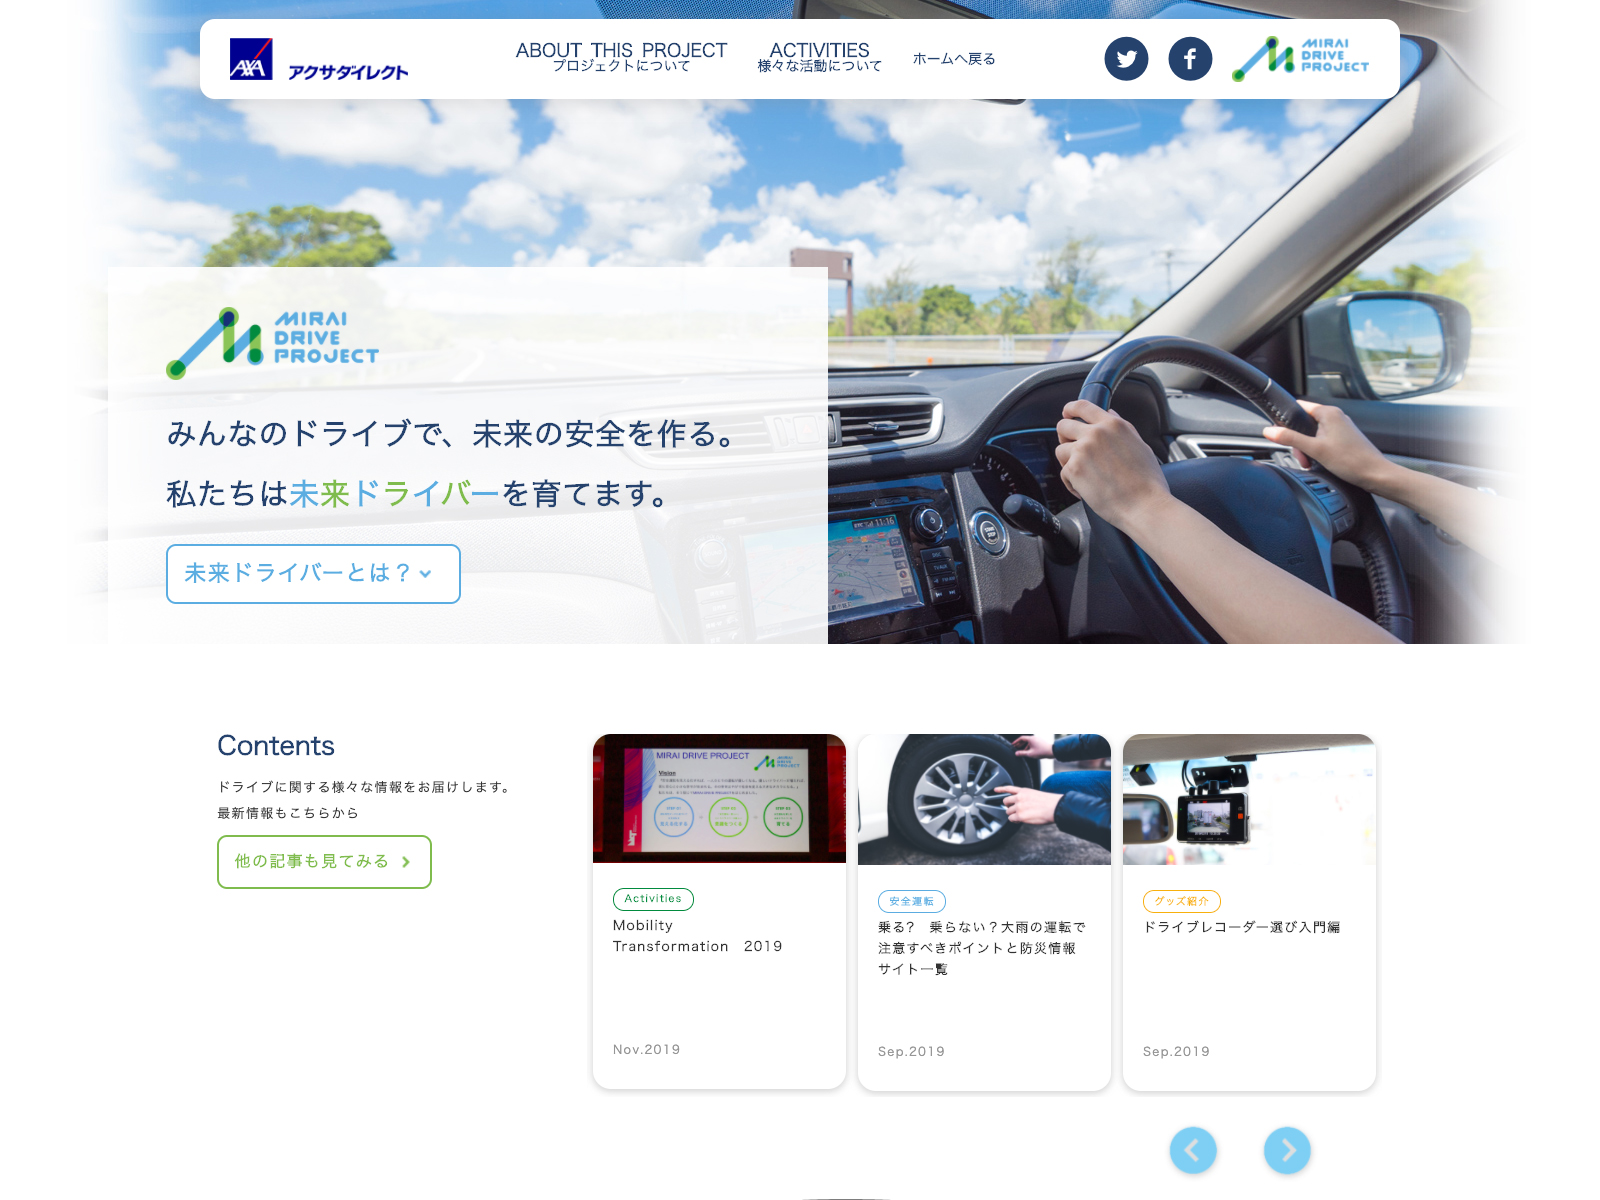 AXA アクサダイレクト
ABOUT THIS PROJECT
プロジェクトについて
ACTIVITIES
様々な活動について
ホームへ戻る
MIRAI
DRIVE
PROJECT
MIRAI
DRIVE
PROJECT
みんなのドライブで、未来の安全を作る。
私たちは未来ドライバーを育てます。
未来ドライバーとは？
11:16
Contents
ドライブに関する様々な情報をお届けします。
最新情報もこちらから
他の記事も見てみる
MIRAI DRIVE PROJECT
MIRAI
DRIVE
PROJECT
Vision
Activities
Mobility
Transformation　2019
Nov.2019
安全運転
乗る?　乗らない？大雨の運転で
注意すべきポイントと防災情報
サイト一覧
Sep.2019
グッズ紹介
ドライブレコーダー選び入門編
Sep.2019